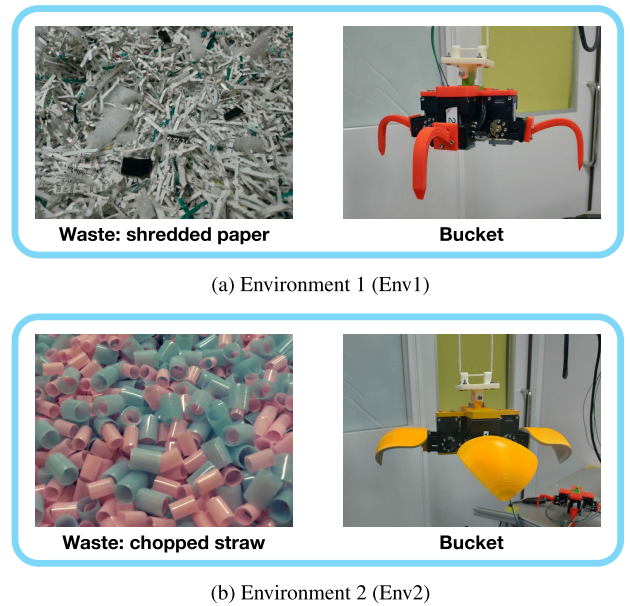 Waste: shredded paper
Bucket
(a) Environment 1 (Env1)
Waste: chopped straw
Bucket
(b) Environment 2 (Env2)